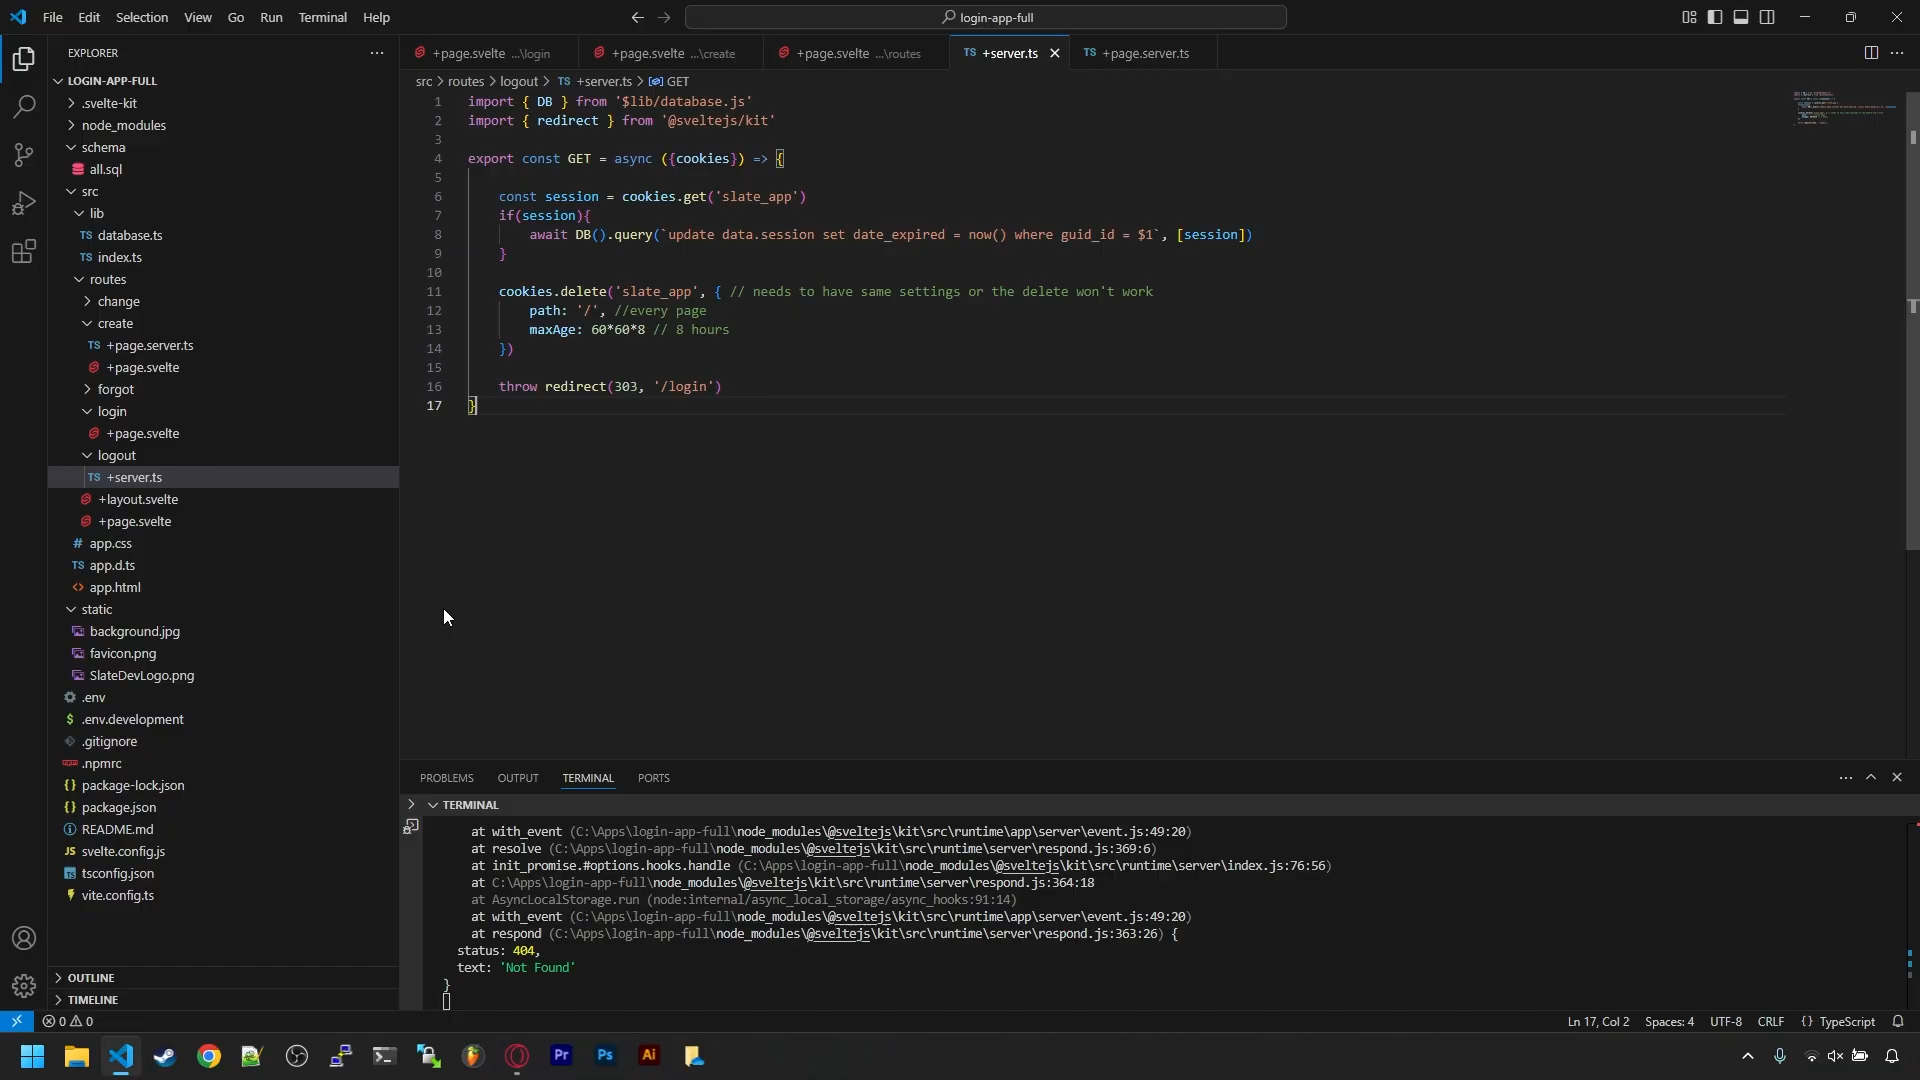 File Edit Selection View Go Run Terminal Help
login-app-full
EXPLORER
LOGIN-APP-FULL
.svelte-kit
node_modules
schema
all.sql
src
lib
TS database.ts
TS index.ts
routes
change
create
TS +page.server.ts
+page.svelte
forgot
login
+page.svelte
logout
TS +server.ts
+layout.svelte
+page.svelte
# app.css
TS app.d.ts
<> app.html
static
background.jpg
favicon.png
SlateDevLogo.png
.env
$ .env.development
.gitignore
.npmrc
{} package-lock.json
{} package.json
README.md
JS svelte.config.js
tsconfig.json
vite.config.ts
OUTLINE
TIMELINE
+page.svelte ...\login
+page.svelte ...\create
+page.svelte ...\routes
TS +server.ts
TS +page.server.ts
src > routes > logout > TS +server.ts > GET
1 import { DB } from '$lib/database.js'
2 import { redirect } from '@sveltejs/kit'
3
4 export const GET = async ({cookies}) => {
5
6 const session = cookies.get('slate_app')
7 if(session){
8 await DB().query(`update data.session set date_expired = now() where guid_id = $1`, [session])
9 }
10
11 cookies.delete('slate_app', { // needs to have same settings or the delete won't work
12 path: '/', //every page
13 maxAge: 60*60*8 // 8 hours
14 })
15
16 throw redirect(303, '/login')
17 }
PROBLEMS OUTPUT TERMINAL PORTS
TERMINAL
at with_event (C:\Apps\login-app-full\node_modules\@sveltejs\kit\src\runtime\app\server\event.js:49:20)
at resolve (C:\Apps\login-app-full\node_modules\@sveltejs\kit\src\runtime\server\respond.js:369:6)
at init_promise.#options.hooks.handle (C:\Apps\login-app-full\node_modules\@sveltejs\kit\src\runtime\server\index.js:76:56)
at C:\Apps\login-app-full\node_modules\@sveltejs\kit\src\runtime\server\respond.js:364:18
at AsyncLocalStorage.run (node:internal/async_local_storage/async_hooks:91:14)
at with_event (C:\Apps\login-app-full\node_modules\@sveltejs\kit\src\runtime\app\server\event.js:49:20)
at respond (C:\Apps\login-app-full\node_modules\@sveltejs\kit\src\runtime\server\respond.js:363:26) {
status: 404,
text: 'Not Found'
}
0 0
Ln 17, Col 2 Spaces: 4 UTF-8 CRLF {} TypeScript
Pr Ps Ai